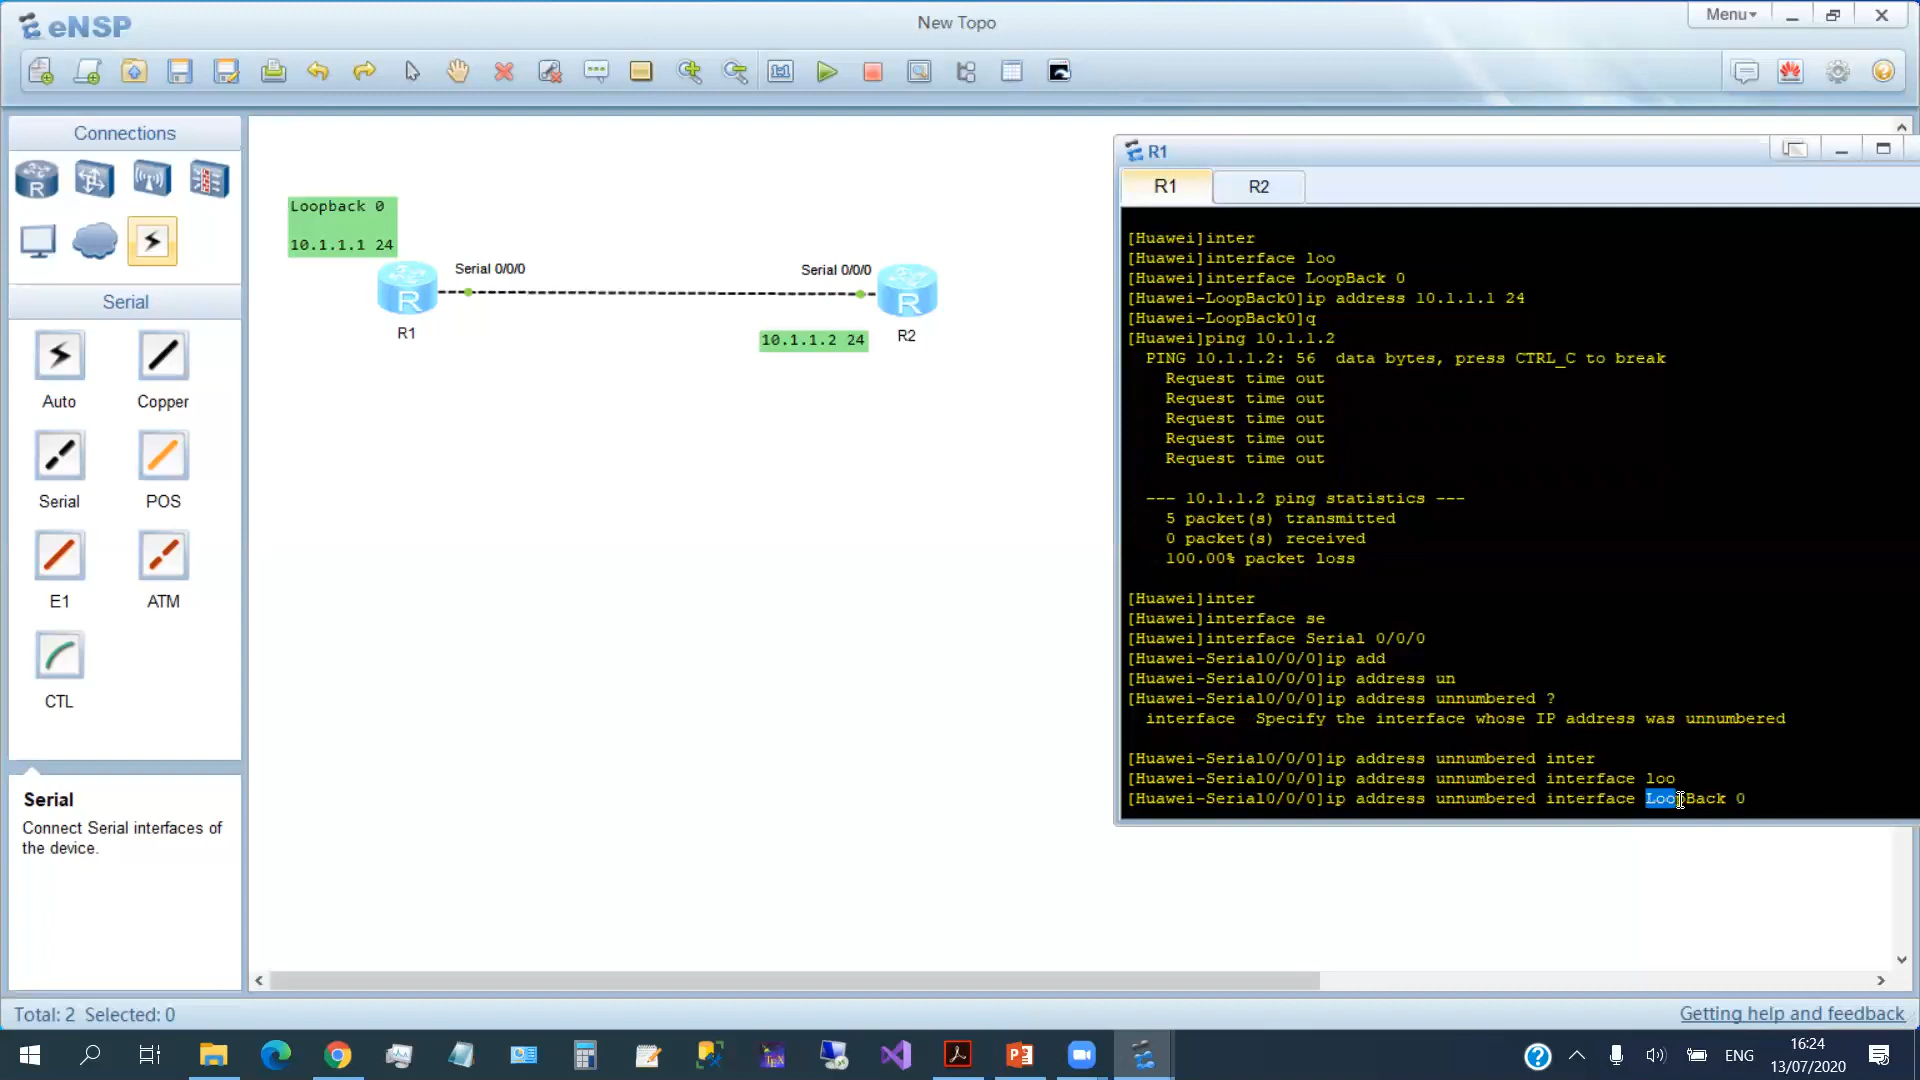 eNSP
New Topo
Menu
Connections
R
Serial
Auto
Copper
Serial
POS
E1
ATM
CTL
Serial
Connect Serial interfaces of
the device.
Loopback 0
10.1.1.1 24
Serial 0/0/0
Serial 0/0/0
R
R
R1
R2
10.1.1.2 24
R1
R1
R2
[Huawei]inter
[Huawei]interface loo
[Huawei]interface LoopBack 0
[Huawei-LoopBack0]ip address 10.1.1.1 24
[Huawei-LoopBack0]q
[Huawei]ping 10.1.1.2
PING 10.1.1.2: 56  data bytes, press CTRL_C to break
Request time out
Request time out
Request time out
Request time out
Request time out
--- 10.1.1.2 ping statistics ---
5 packet(s) transmitted
0 packet(s) received
100.00% packet loss
[Huawei]inter
[Huawei]interface se
[Huawei]interface Serial 0/0/0
[Huawei-Serial0/0/0]ip add
[Huawei-Serial0/0/0]ip address un
[Huawei-Serial0/0/0]ip address unnumbered ?
interface  Specify the interface whose IP address was unnumbered
[Huawei-Serial0/0/0]ip address unnumbered inter
[Huawei-Serial0/0/0]ip address unnumbered interface loo
[Huawei-Serial0/0/0]ip address unnumbered interface LoopBack 0
Total: 2  Selected: 0
Getting help and feedback
ENG
16:24
13/07/2020